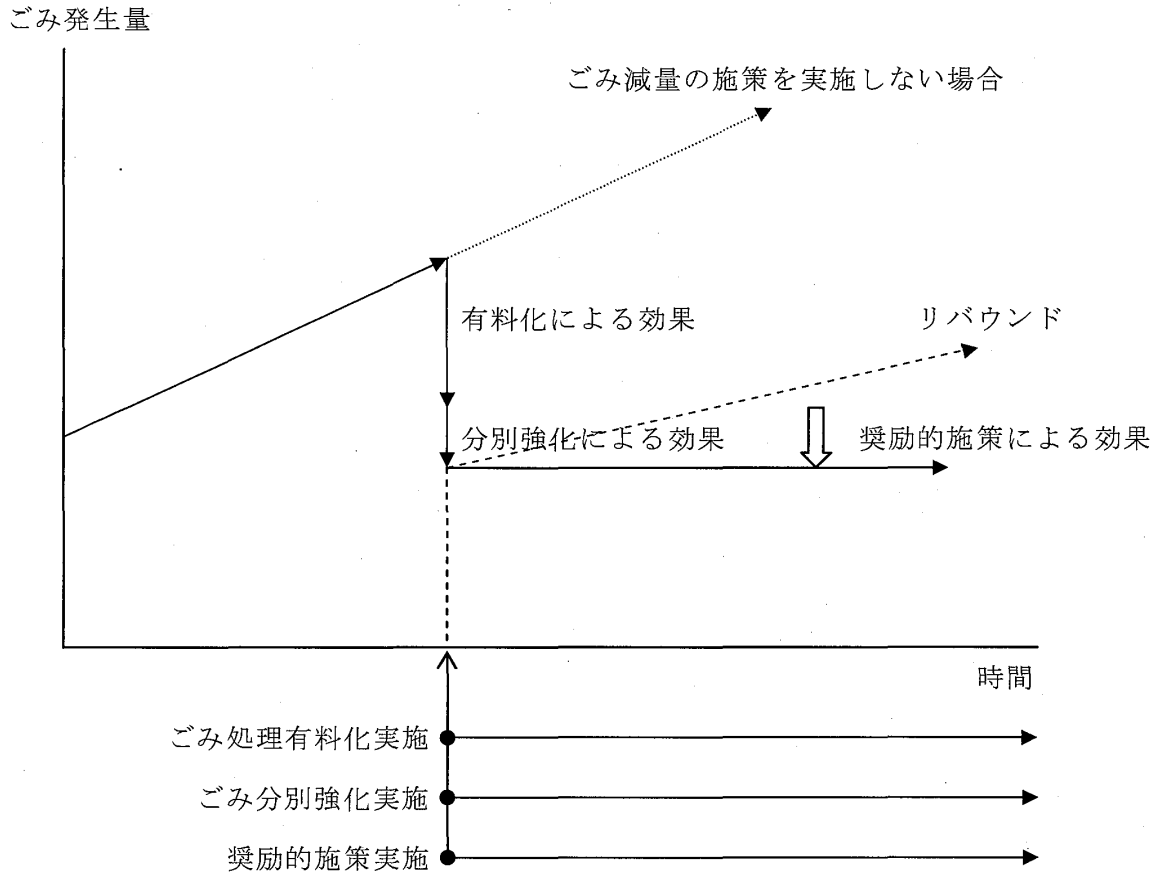 ごみ発生量
ごみ減量の施策を実施しない場合
有料化による効果
リバウンド
分別強化による効果
奨励的施策による効果
時間
ごみ処理有料化実施
ごみ分別強化実施
奨励的施策実施